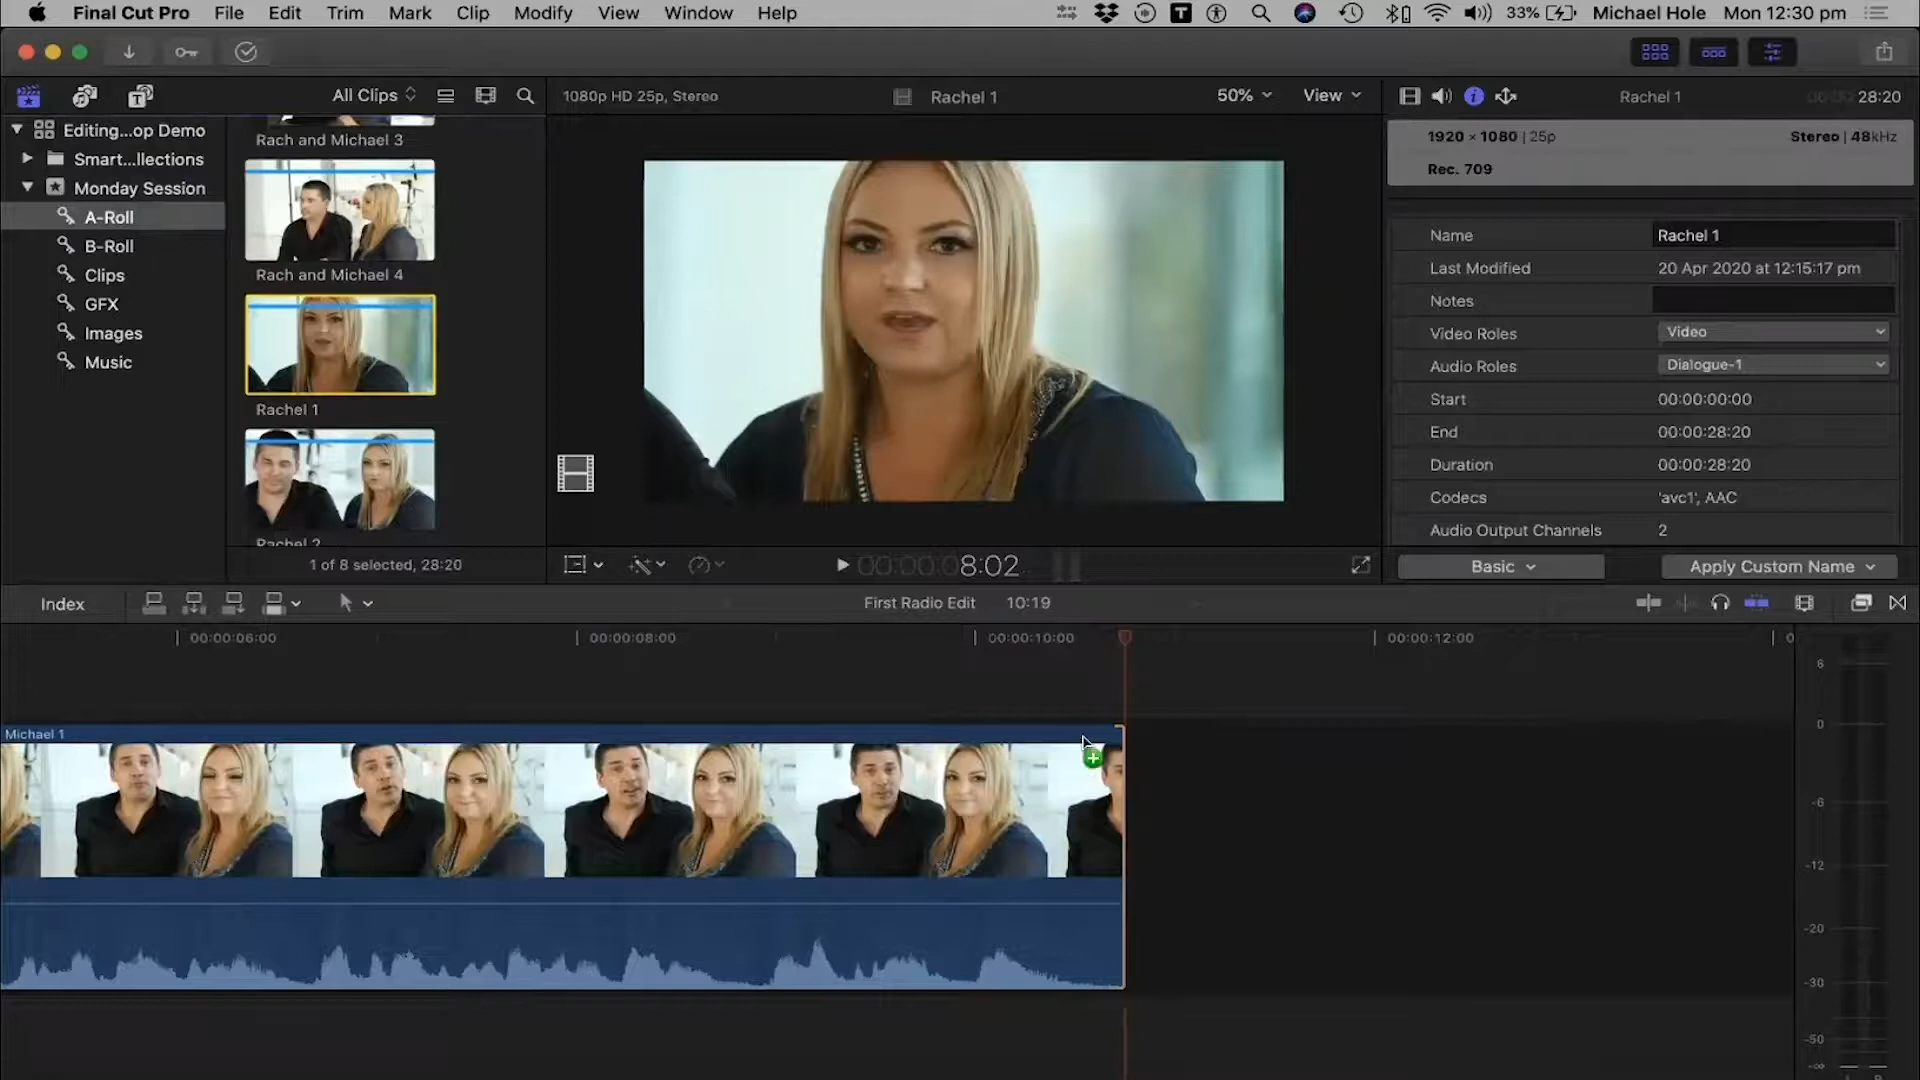 Final Cut Pro File Edit Trim Mark Clip Modify View Window Help 33% Michael Hole Mon 12:30 pm
All Clips
1080p HD 25p, Stereo
Rachel 1
50% View
Rachel 1
28:20
Editing...op Demo
Smart...llections
Monday Session
A-Roll
B-Roll
Clips
GFX
Images
Music
Rach and Michael 3
Rach and Michael 4
Rachel 1
Rachel 2
1 of 8 selected, 28:20
00:00:08:02
1920 × 1080 | 25p
Stereo | 48kHz
Rec. 709
Name Rachel 1
Last Modified 20 Apr 2020 at 12:15:17 pm
Notes
Video Roles Video
Audio Roles Dialogue-1
Start 00:00:00:00
End 00:00:28:20
Duration 00:00:28:20
Codecs 'avc1', AAC
Audio Output Channels 2
Basic
Apply Custom Name
Index
First Radio Edit 10:19
00:00:06:00 00:00:08:00 00:00:10:00 00:00:12:00 0
Michael 1
6
0
-6
-12
-20
-30
-50
-∞